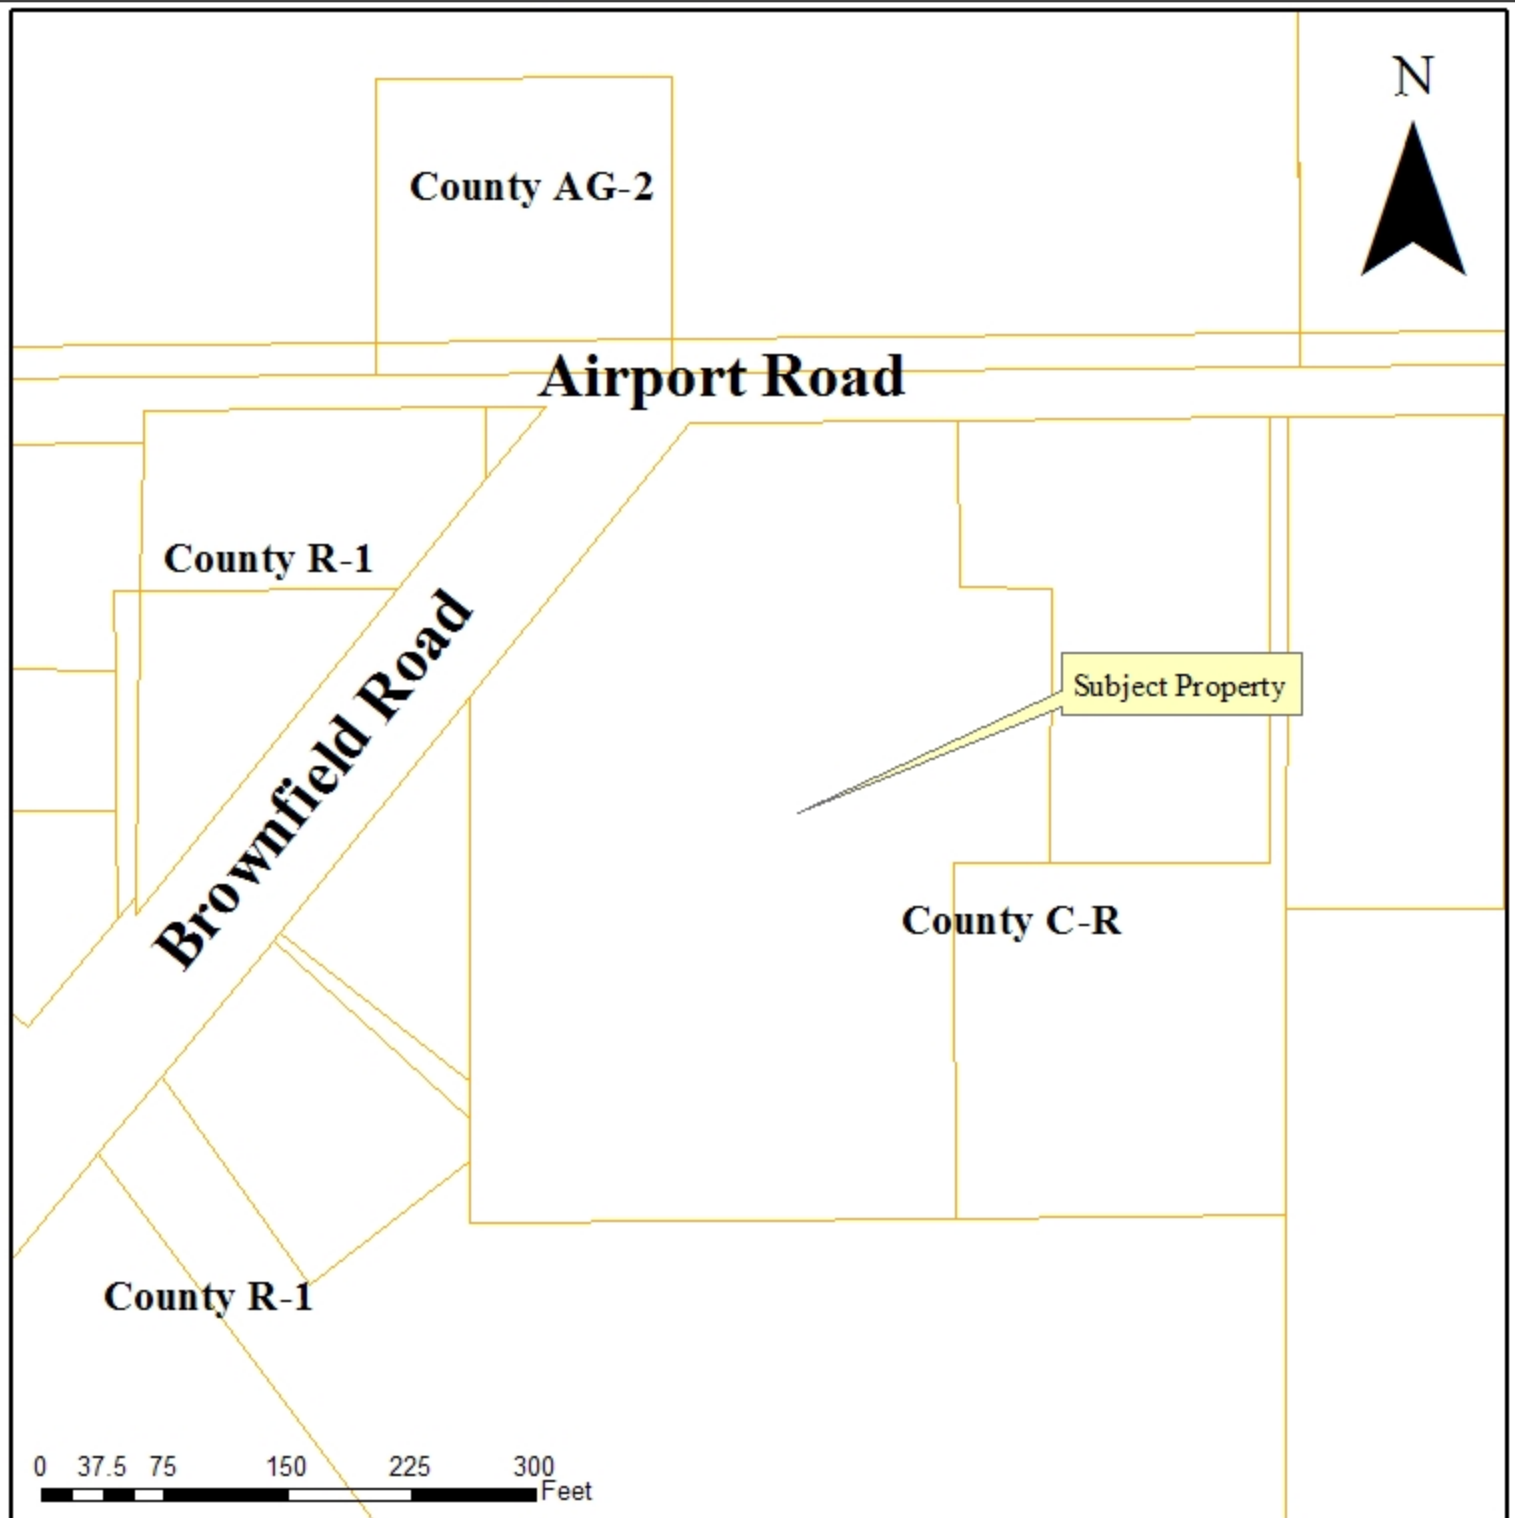 N
County AG-2
Airport Road
County R-1
Brownfield Road
Subject Property
County C-R
County R-1
0 37.5 75 150 225 300
Feet